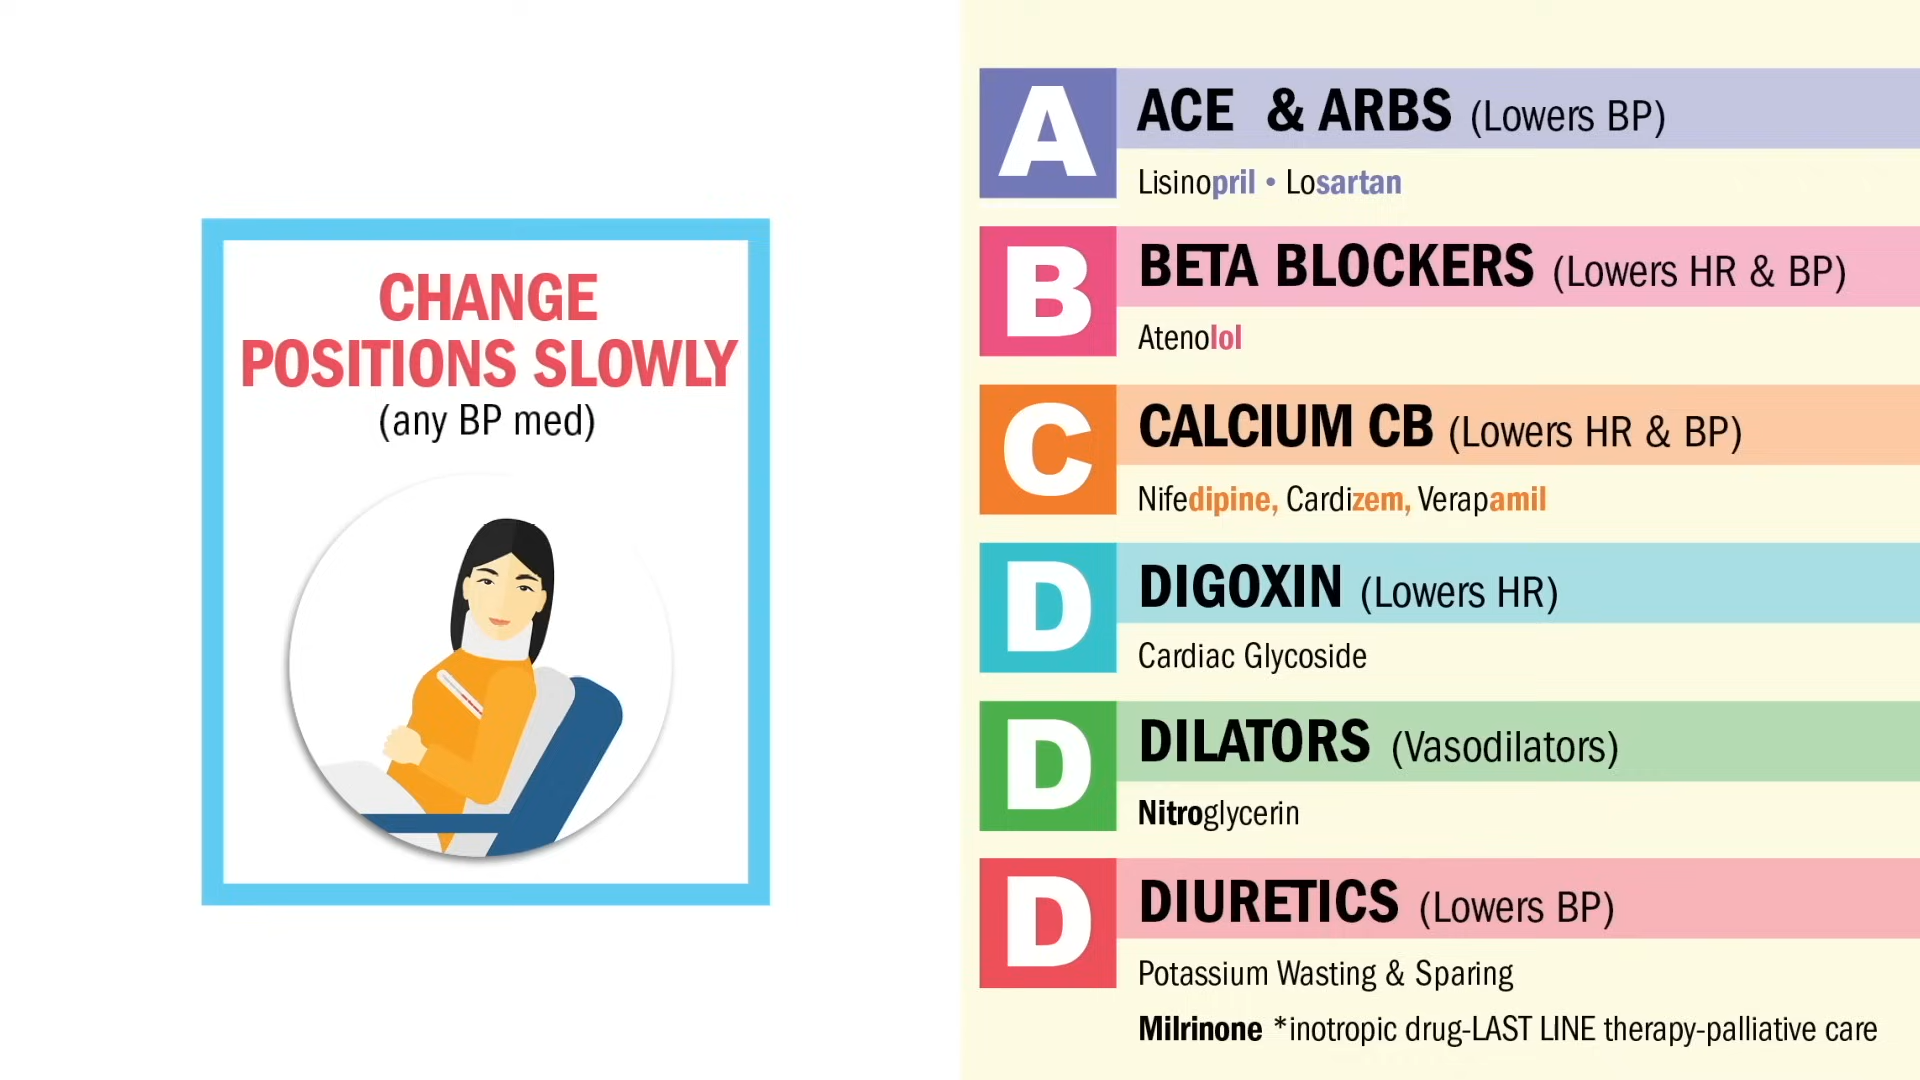 CHANGE
POSITIONS SLOWLY
(any BP med)
A
ACE & ARBS (Lowers BP)
Lisinopril • Losartan
B
BETA BLOCKERS (Lowers HR & BP)
Atenolol
C
CALCIUM CB (Lowers HR & BP)
Nifedipine, Cardizem, Verapamil
D
DIGOXIN (Lowers HR)
Cardiac Glycoside
D
DILATORS (Vasodilators)
Nitroglycerin
D
DIURETICS (Lowers BP)
Potassium Wasting & Sparing
Milrinone *inotropic drug-LAST LINE therapy-palliative care